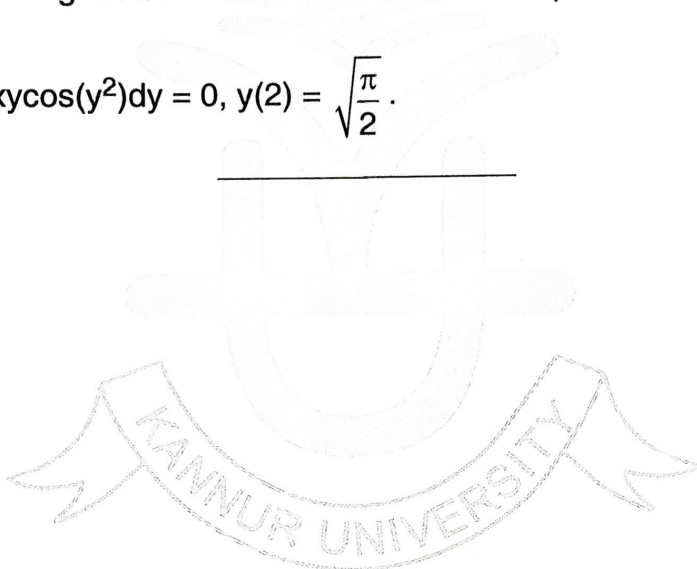 xycos(y²)dy = 0, y(2) = √(π/2) .
KANNUR UNIVERSITY